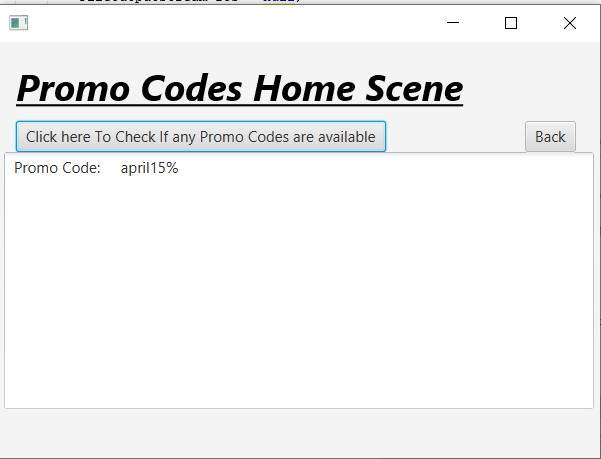 Promo Codes Home Scene
Click here To Check If any Promo Codes are available
Back
Promo Code: april15%